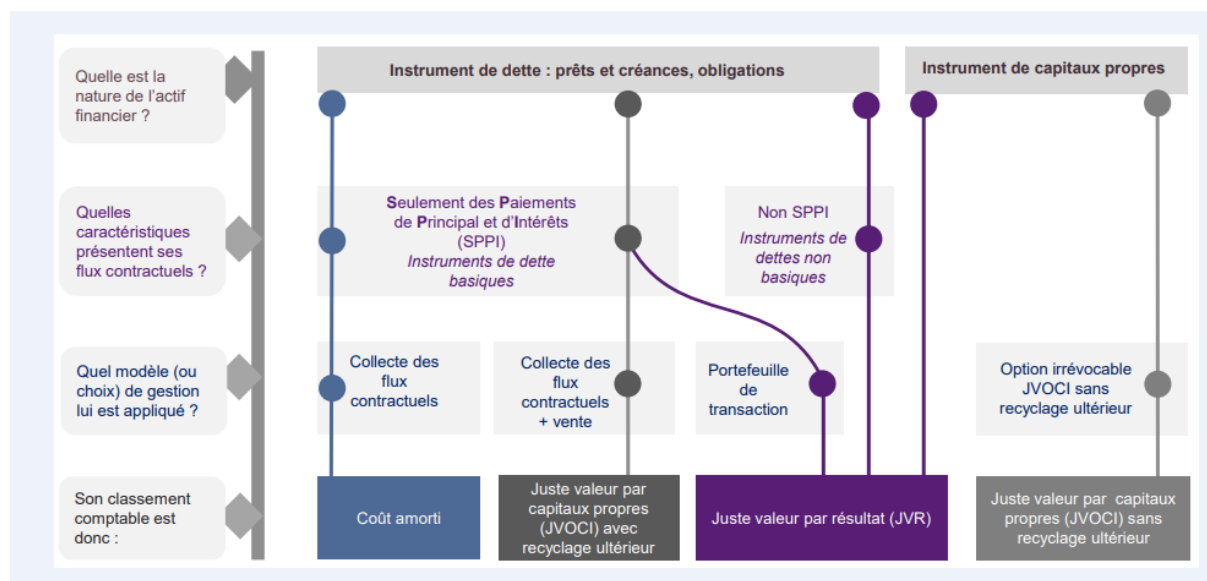 Quelle est la
nature de l'actif
financier ?
Instrument de dette : prêts et créances, obligations
Instrument de capitaux propres
Quelles
caractéristiques
présentent ses
flux contractuels ?
Seulement des Paiements
de Principal et d'Intérêts
(SPPI)
Instruments de dette
basiques
Non SPPI
Instruments de
dettes non
basiques
Quel modèle (ou
choix) de gestion
lui est appliqué ?
Collecte des
flux
contractuels
Collecte des
flux
contractuels
+ vente
Portefeuille
de
transaction
Option irrévocable
JVOCI sans
recyclage ultérieur
Son classement
comptable est
donc :
Coût amorti
Juste valeur par
capitaux propres
(JVOCI) avec
recyclage ultérieur
Juste valeur par résultat (JVR)
Juste valeur par capitaux
propres (JVOCI) sans
recyclage ultérieur